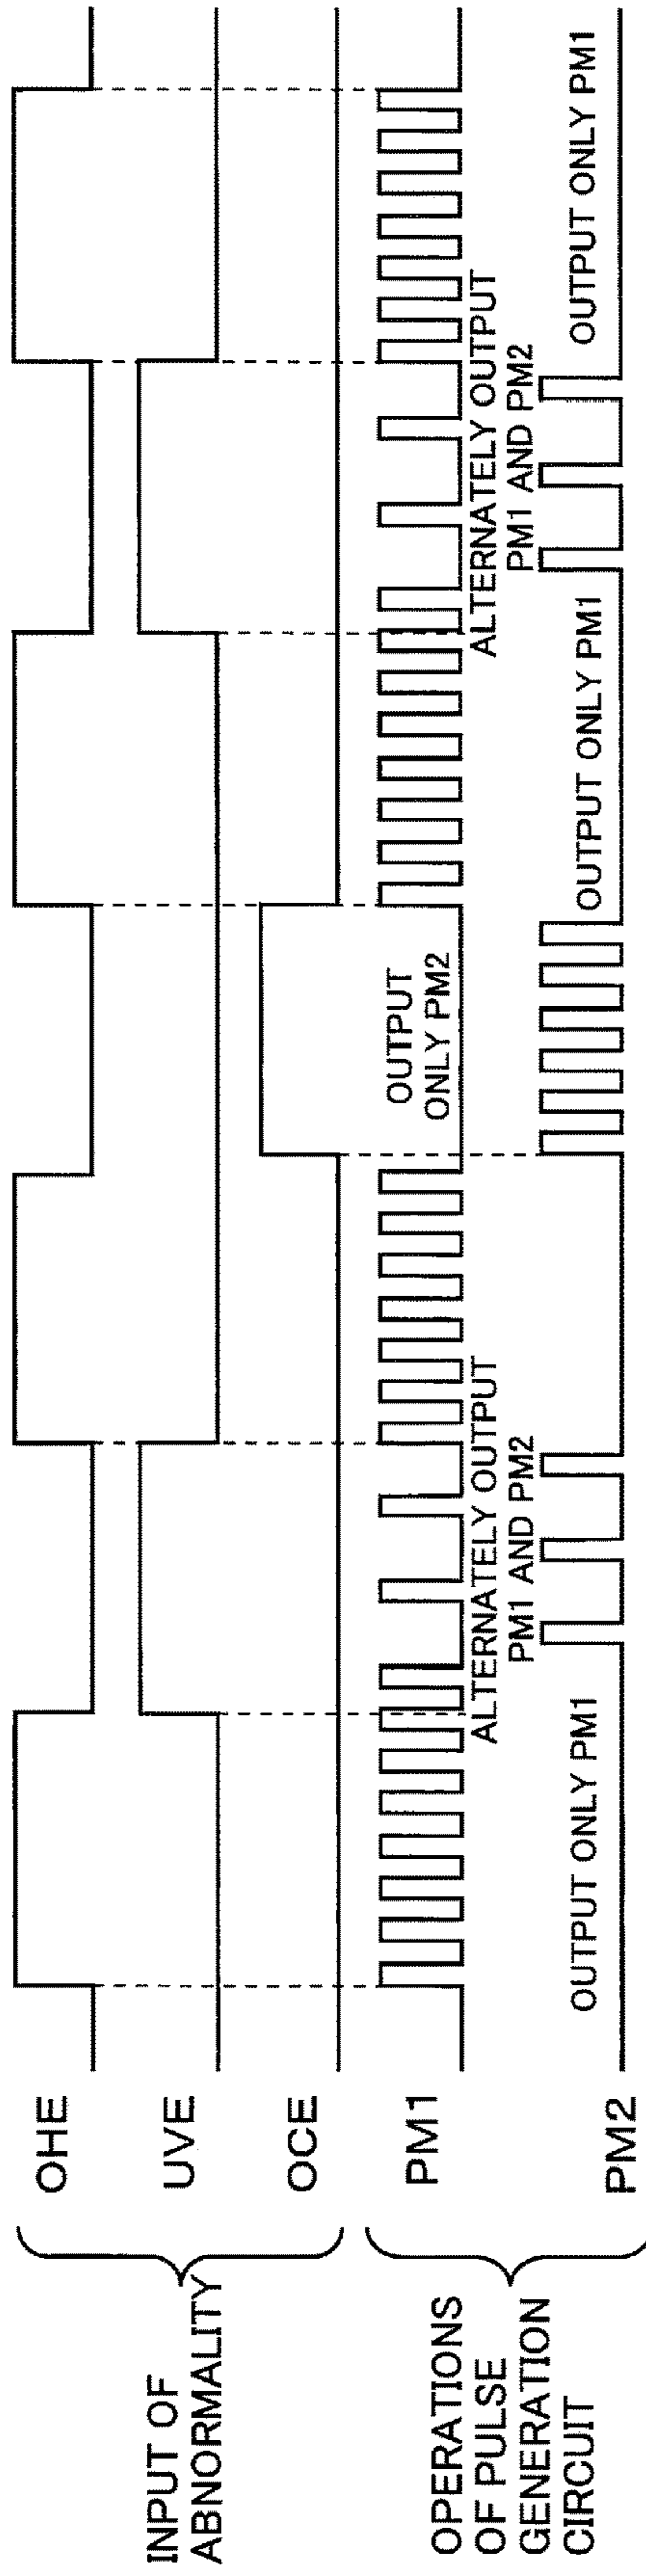 INPUT OF
ABNORMALITY
OHE
UVE
OCE
OPERATIONS
OF PULSE
GENERATION
CIRCUIT
PM1
PM2
OUTPUT ONLY PM1
ALTERNATELY OUTPUT
PM1 AND PM2
OUTPUT
ONLY PM2
OUTPUT ONLY PM1
ALTERNATELY OUTPUT
PM1 AND PM2
OUTPUT ONLY PM1